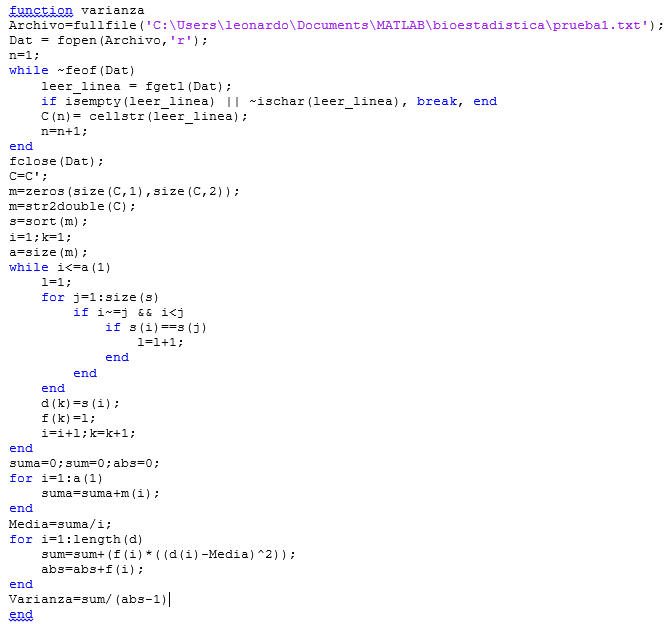 function varianza
Archivo=fullfile('C:\Users\leonardo\Documents\MATLAB\bioestadistica\prueba1.txt');
Dat = fopen(Archivo,'r');
n=1;
while ~feof(Dat)
    leer_linea = fgetl(Dat);
    if isempty(leer_linea) || ~ischar(leer_linea), break, end
    C(n)= cellstr(leer_linea);
    n=n+1;
end
fclose(Dat);
C=C';
m=zeros(size(C,1),size(C,2));
m=str2double(C);
s=sort(m);
i=1;k=1;
a=size(m);
while i<=a(1)
    l=1;
    for j=1:size(s)
        if i~=j && i<j
            if s(i)==s(j)
                l=l+1;
            end
        end
    end
    d(k)=s(i);
    f(k)=l;
    i=i+l;k=k+1;
end
suma=0;sum=0;abs=0;
for i=1:a(1)
    suma=suma+m(i);
end
Media=suma/i;
for i=1:length(d)
    sum=sum+(f(i)*((d(i)-Media)^2));
    abs=abs+f(i);
end
Varianza=sum/(abs-1)
end